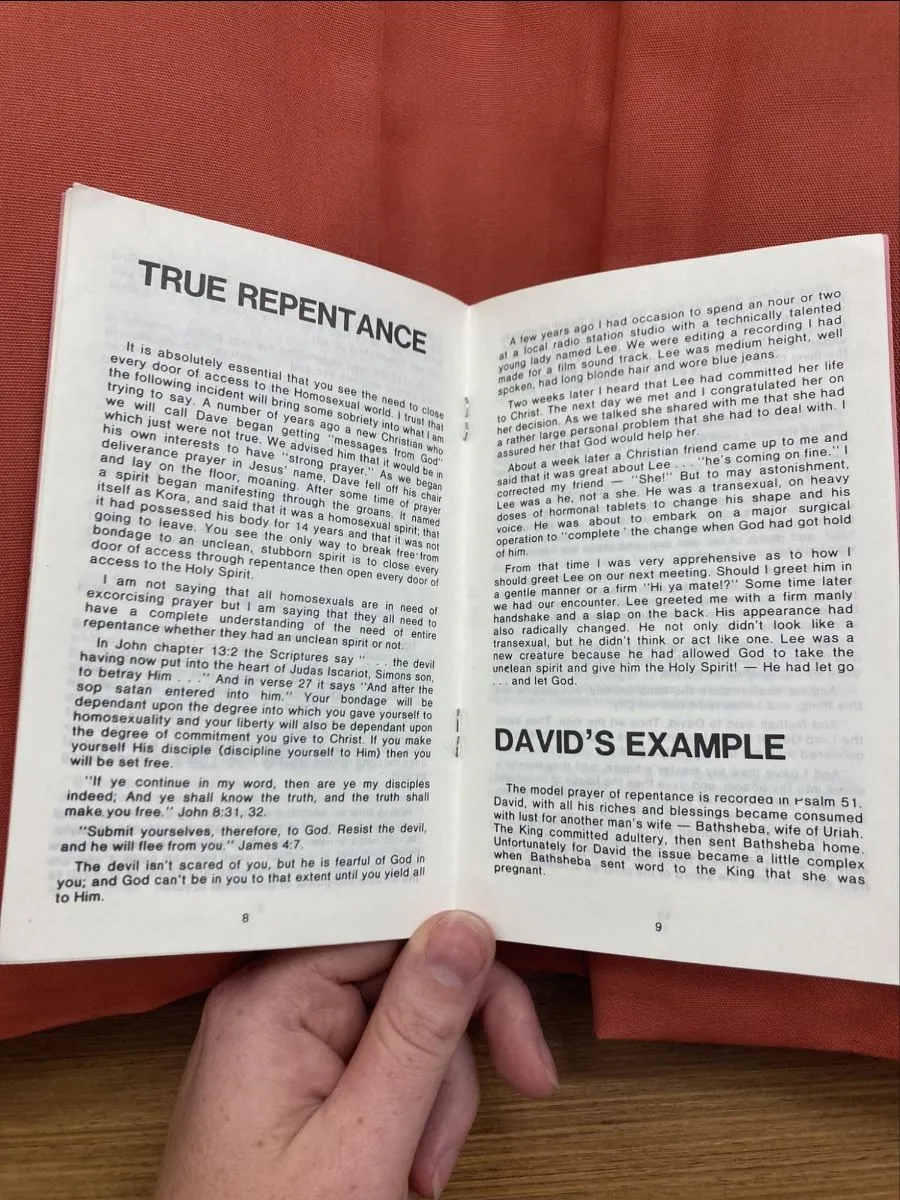 TRUE REPENTANCE
It is absolutely essential that you see the need to close
every door of access to the Homosexual world. I trust that
the following incident will bring some sobriety into what I am
trying to say. A number of years ago a new Christian who
we will call Dave began getting "messages from God"
which just were not true. We advised him that it would be in
his own interests to have "strong prayer." As we began
deliverance prayer in Jesus' name, Dave fell off his chair
and lay on the floor, moaning. After some time of prayer
a spirit began manifesting through the groans. It named
itself as Kora, and said that it was a homosexual spirit; that
it had possessed his body for 14 years and that it was not
going to leave. You see the only way to break free from
bondage to an unclean, stubborn spirit is to close every
door of access through repentance then open every door of
access to the Holy Spirit.
I am not saying that all homosexuals are in need of
excorcising prayer but I am saying that they all need to
have a complete understanding of the need of entire
repentance whether they had an unclean spirit or not.
In John chapter 13:2 the Scriptures say " . . . the devil
having now put into the heart of Judas Iscariot, Simons son,
to betray Him . . ." And in verse 27 it says "And after the
sop satan entered into him." Your bondage will be
dependant upon the degree into which you gave yourself to
homosexuality and your liberty will also be dependant upon
the degree of commitment you give to Christ. If you make
yourself His disciple (discipline yourself to Him) then you
will be set free.
"If ye continue in my word, then are ye my disciples
indeed; And ye shall know the truth, and the truth shall
make you free." John 8:31, 32.
"Submit yourselves, therefore, to God. Resist the devil,
and he will flee from you." James 4:7.
The devil isn't scared of you, but he is fearful of God in
you; and God can't be in you to that extent until you yield all
to Him.
8
A few years ago I had occasion to spend an hour or two
at a local radio station studio with a technically talented
young lady named Lee. We were editing a recording I had
made for a film sound track. Lee was medium height, well
spoken, had long blonde hair and wore blue jeans.
Two weeks later I heard that Lee had committed her life
to Christ. The next day we met and I congratulated her on
her decision. As we talked she shared with me that she had
a rather large personal problem that she had to deal with. I
assured her that God would help her.
About a week later a Christian friend came up to me and
said that it was great about Lee . . . "he's coming on fine." I
corrected my friend — "She!" But to may astonishment,
Lee was a he, not a she. He was a transexual, on heavy
doses of hormonal tablets to change his shape and his
voice. He was about to embark on a major surgical
operation to "complete ' the change when God had got hold
of him.
From that time I was very apprehensive as to how I
should greet Lee on our next meeting. Should I greet him in
a gentle manner or a firm "Hi ya mate!?" Some time later
we had our encounter. Lee greeted me with a firm manly
handshake and a slap on the back. His appearance had
also radically changed. He not only didn't look like a
transexual, but he didn't think or act like one. Lee was a
new creature because he had allowed God to take the
unclean spirit and give him the Holy Spirit! — He had let go
. . . and let God.
DAVID'S EXAMPLE
The model prayer of repentance is recorded in Psalm 51.
David, with all his riches and blessings became consumed
with lust for another man's wife — Bathsheba, wife of Uriah.
The King committed adultery, then sent Bathsheba home.
Unfortunately for David the issue became a little complex
when Bathsheba sent word to the King that she was
pregnant.
9